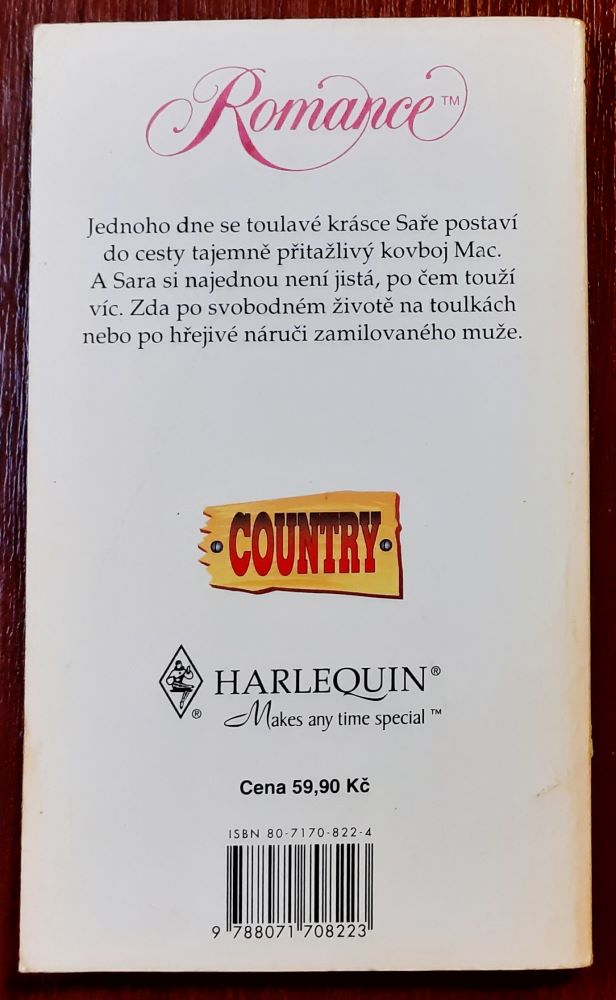 Romance™
Jednoho dne se toulavé krásce Saře postaví
do cesty tajemně přitažlivý kovboj Mac.
A Sara si najednou není jistá, po čem touží
víc. Zda po svobodném životě na toulkách
nebo po hřejivé náruči zamilovaného muže.
COUNTRY
® HARLEQUIN®
Makes any time special™
Cena 59,90 Kč
ISBN 80-7170-822-4
9 788071 708223